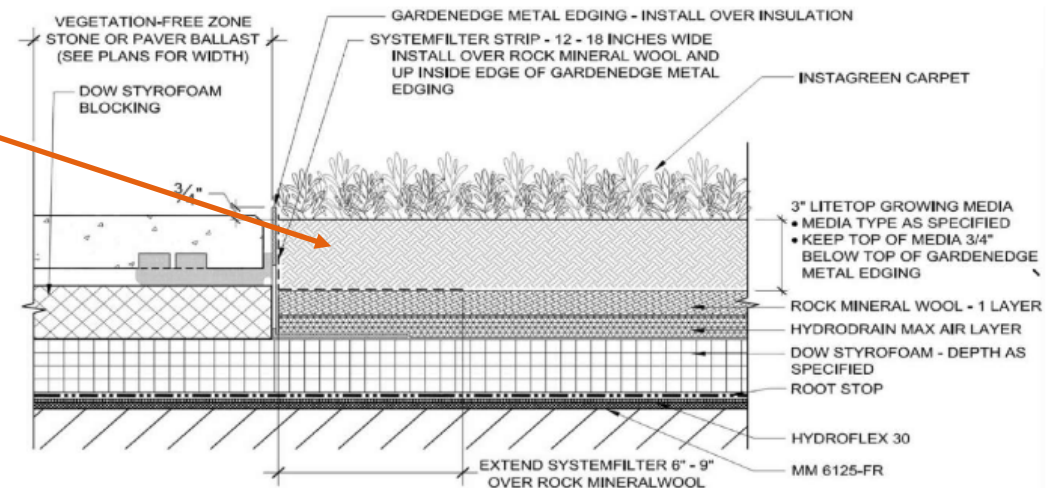 VEGETATION-FREE ZONE
STONE OR PAVER BALLAST
(SEE PLANS FOR WIDTH)
DOW STYROFOAM
BLOCKING
GARDENEDGE METAL EDGING - INSTALL OVER INSULATION
SYSTEMFILTER STRIP - 12 - 18 INCHES WIDE
INSTALL OVER ROCK MINERAL WOOL AND
UP INSIDE EDGE OF GARDENEDGE METAL
EDGING
INSTAGREEN CARPET
3/4"
3" LITETOP GROWING MEDIA
• MEDIA TYPE AS SPECIFIED
• KEEP TOP OF MEDIA 3/4"
BELOW TOP OF GARDENEDGE
METAL EDGING
ROCK MINERAL WOOL - 1 LAYER
HYDRODRAIN MAX AIR LAYER
DOW STYROFOAM - DEPTH AS
SPECIFIED
ROOT STOP
HYDROFLEX 30
MM 6125-FR
EXTEND SYSTEMFILTER 6" - 9"
OVER ROCK MINERALWOOL